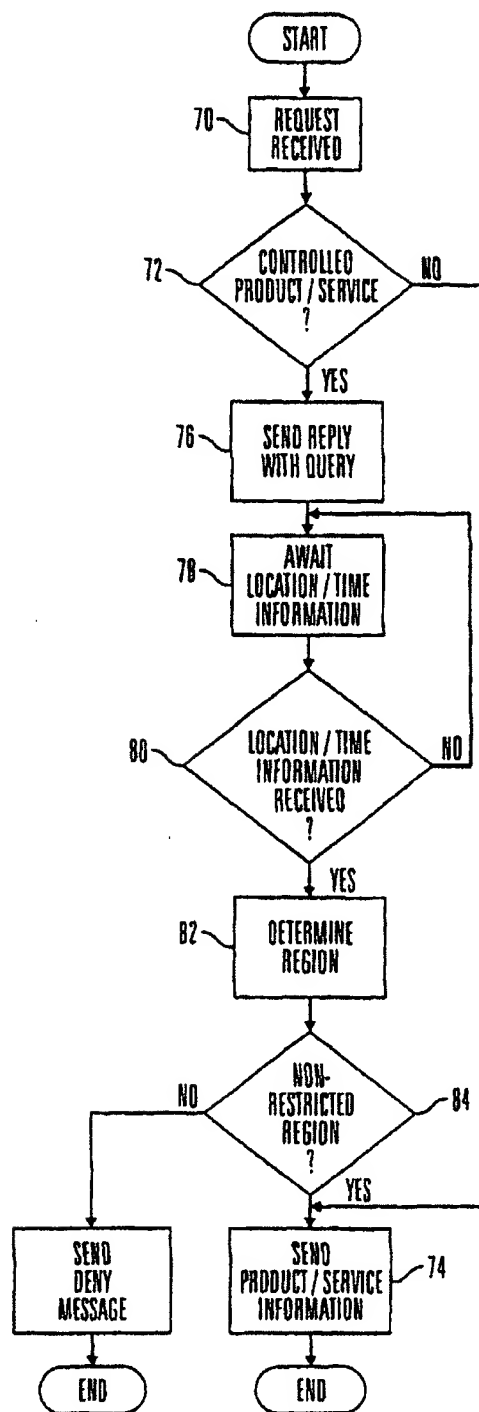 START
70
REQUEST
RECEIVED
72
CONTROLLED
PRODUCT / SERVICE
?
NO
YES
76
SEND REPLY
WITH QUERY
78
AWAIT
LOCATION / TIME
INFORMATION
80
LOCATION / TIME
INFORMATION
RECEIVED
?
NO
YES
82
DETERMINE
REGION
NON-
RESTRICTED
REGION
?
84
NO
YES
SEND
DENY
MESSAGE
SEND
PRODUCT / SERVICE
INFORMATION
74
END
END